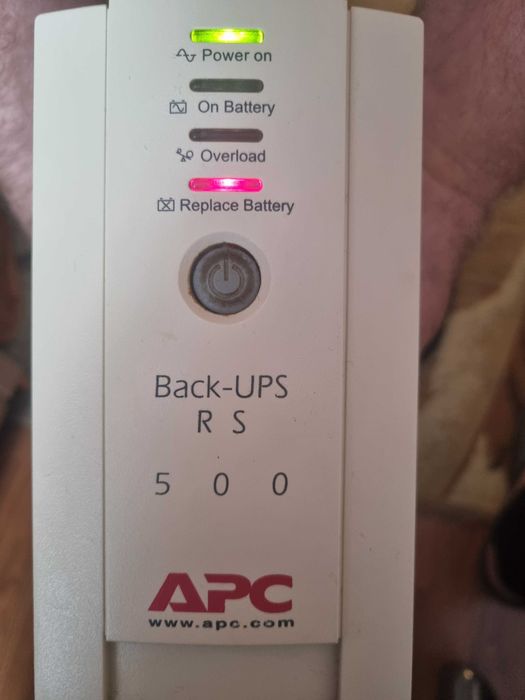 Power on
On Battery
Overload
Replace Battery
Back-UPS
R S
5 0 0
APC
www.apc.com